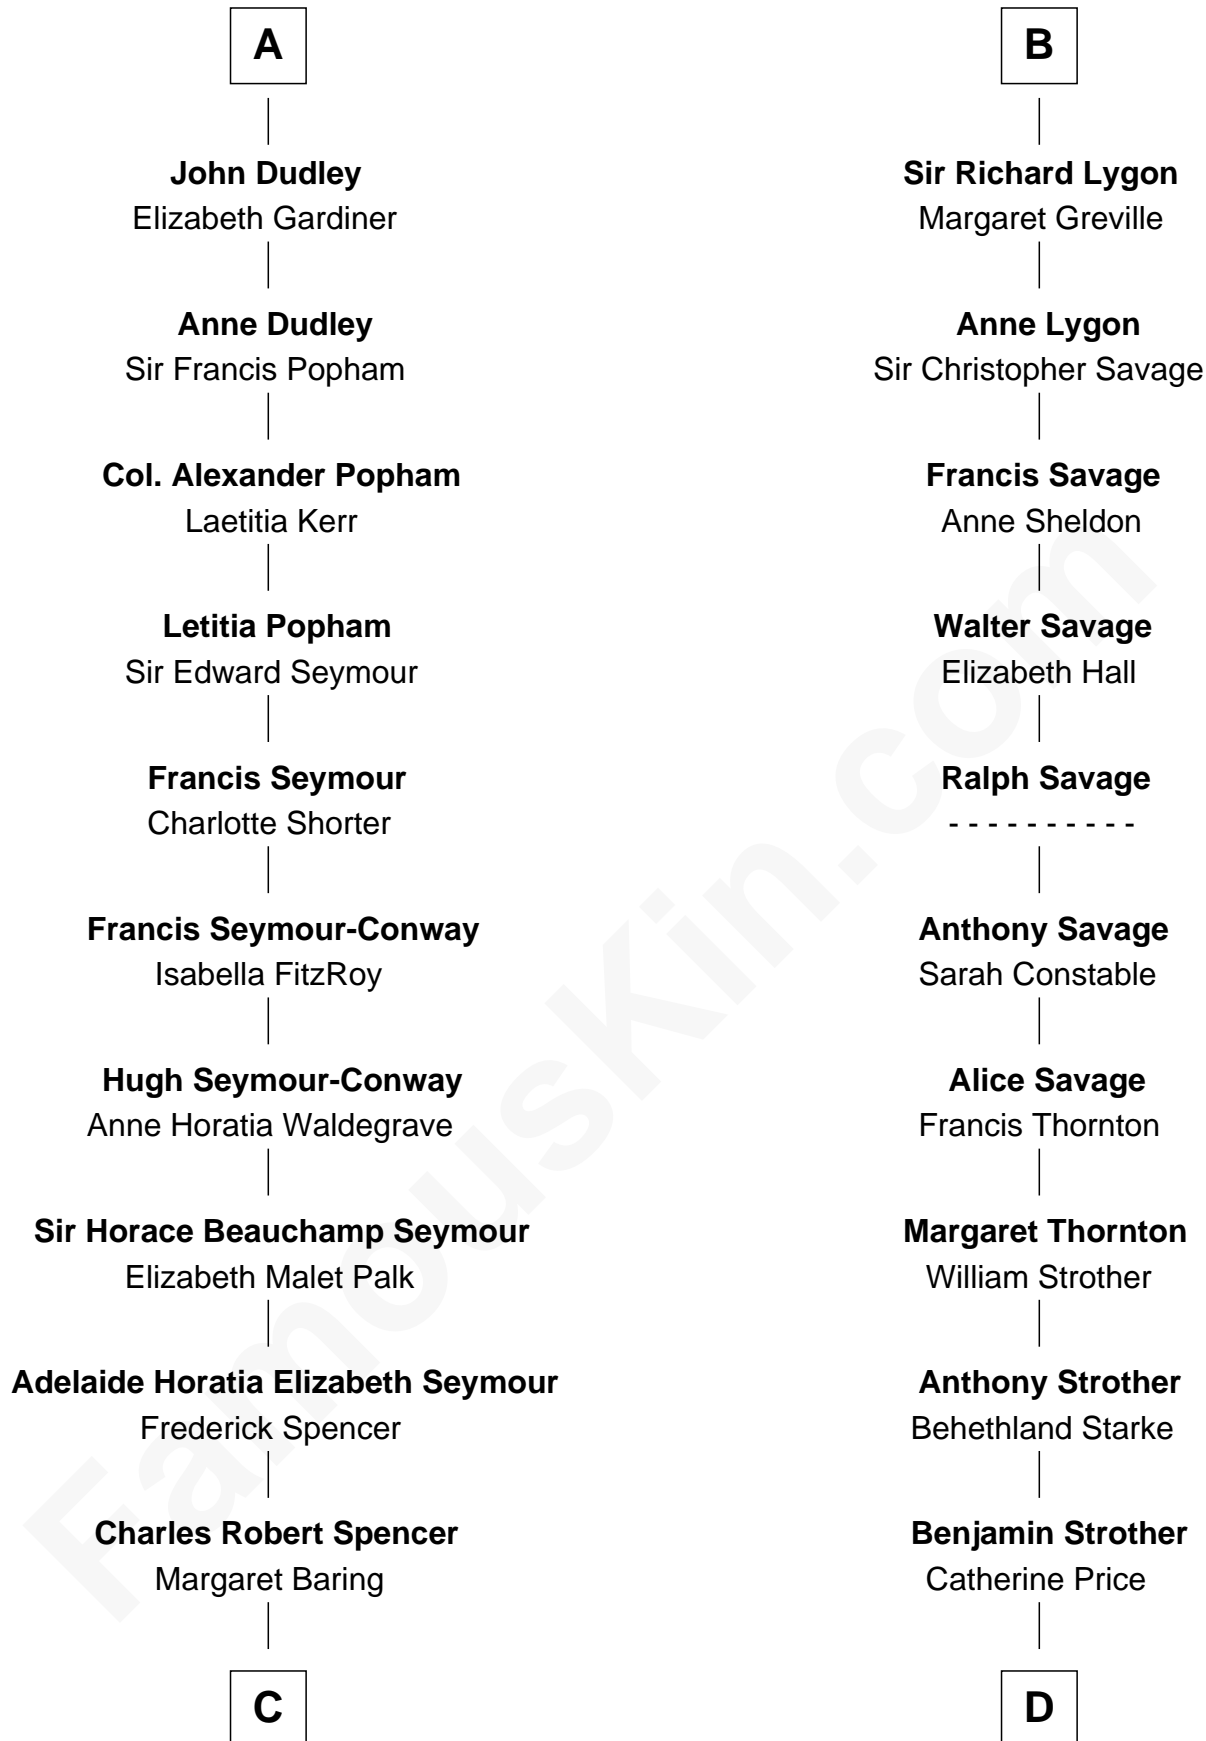 A
John Dudley
Elizabeth Gardiner
Anne Dudley
Sir Francis Popham
Col. Alexander Popham
Laetitia Kerr
Letitia Popham
Sir Edward Seymour
Francis Seymour
Charlotte Shorter
Francis Seymour-Conway
Isabella FitzRoy
Hugh Seymour-Conway
Anne Horatia Waldegrave
Sir Horace Beauchamp Seymour
Elizabeth Malet Palk
Adelaide Horatia Elizabeth Seymour
Frederick Spencer
Charles Robert Spencer
Margaret Baring
C
B
Sir Richard Lygon
Margaret Greville
Anne Lygon
Sir Christopher Savage
Francis Savage
Anne Sheldon
Walter Savage
Elizabeth Hall
Ralph Savage
- - - - - - - - - -
Anthony Savage
Sarah Constable
Alice Savage
Francis Thornton
Margaret Thornton
William Strother
Anthony Strother
Behethland Starke
Benjamin Strother
Catherine Price
D
FamousKin.com